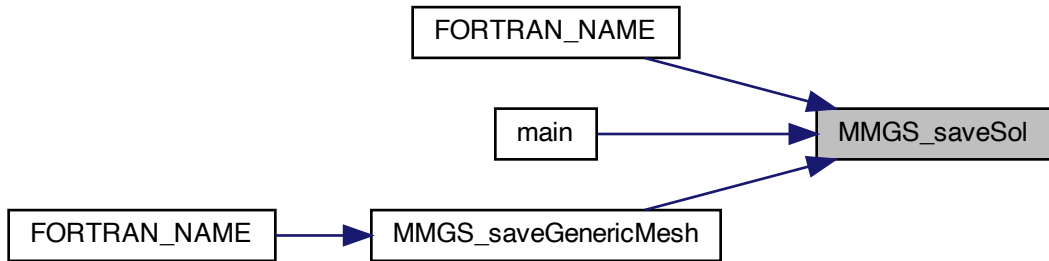 FORTRAN_NAME
main
MMGS_saveSol
FORTRAN_NAME
MMGS_saveGenericMesh